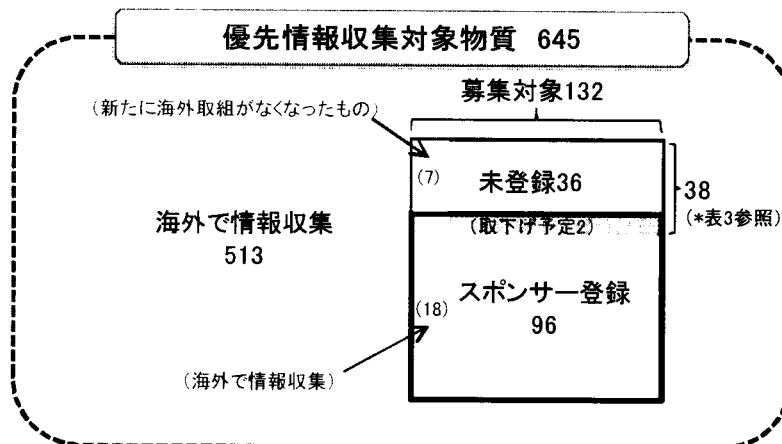 優先情報収集対象物質 645
募集対象132
(新たに海外取組がなくなったもの)
(7)
未登録36
38
(*表3参照)
(取下げ予定2)
海外で情報収集
513
スポンサー登録
96
(18)
(海外で情報収集)